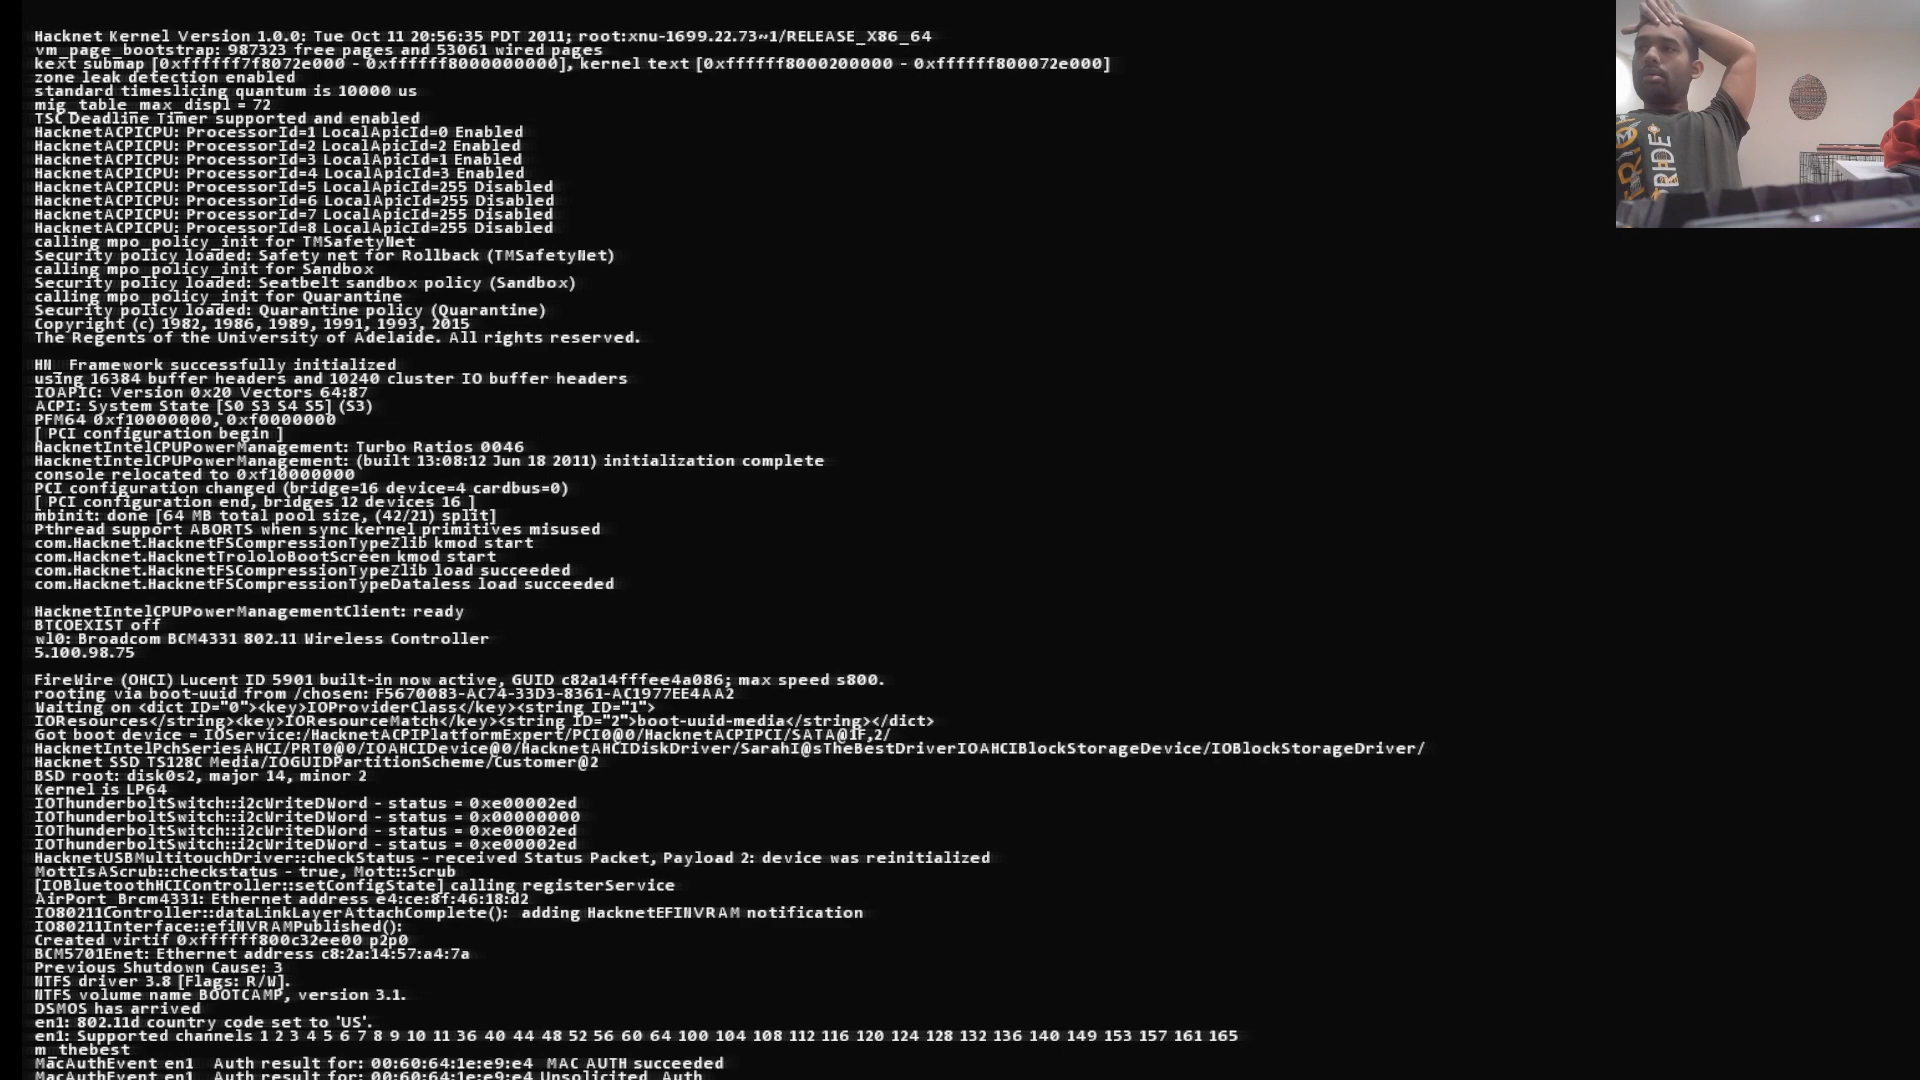 Hacknet Kernel Version 1.0.0: Tue Oct 11 20:56:35 PDT 2011; root:xnu-1699.22.73~1/RELEASE_X86_64
vm_page_bootstrap: 987323 free pages and 53061 wired pages
kext submap [0xffffff7f8072e000 - 0xffffff8000000000], kernel text [0xffffff8000200000 - 0xffffff800072e000]
zone leak detection enabled
standard timeslicing quantum is 10000 us
mig_table_max_displ = 72
TSC Deadline Timer supported and enabled
HacknetACPICPU: ProcessorId=1 LocalApicId=0 Enabled
HacknetACPICPU: ProcessorId=2 LocalApicId=2 Enabled
HacknetACPICPU: ProcessorId=3 LocalApicId=1 Enabled
HacknetACPICPU: ProcessorId=4 LocalApicId=3 Enabled
HacknetACPICPU: ProcessorId=5 LocalApicId=255 Disabled
HacknetACPICPU: ProcessorId=6 LocalApicId=255 Disabled
HacknetACPICPU: ProcessorId=7 LocalApicId=255 Disabled
HacknetACPICPU: ProcessorId=8 LocalApicId=255 Disabled
calling mpo_policy_init for TMSafetyNet
Security policy loaded: Safety net for Rollback (TMSafetyNet)
calling mpo_policy_init for Sandbox
Security policy loaded: Seatbelt sandbox policy (Sandbox)
calling mpo_policy_init for Quarantine
Security policy loaded: Quarantine policy (Quarantine)
Copyright (c) 1982, 1986, 1989, 1991, 1993, 2015
The Regents of the University of Adelaide. All rights reserved.
HN_ Framework successfully initialized
using 16384 buffer headers and 10240 cluster IO buffer headers
IOAPIC: Version 0x20 Vectors 64:87
ACPI: System State [S0 S3 S4 S5] (S3)
PFM64 0xf10000000, 0xf0000000
[ PCI configuration begin ]
HacknetIntelCPUPowerManagement: Turbo Ratios 0046
HacknetIntelCPUPowerManagement: (built 13:08:12 Jun 18 2011) initialization complete
console relocated to 0xf10000000
PCI configuration changed (bridge=16 device=4 cardbus=0)
[ PCI configuration end, bridges 12 devices 16 ]
mbinit: done [64 MB total pool size, (42/21) split]
Pthread support ABORTS when sync kernel primitives misused
com.Hacknet.HacknetFSCompressionTypeZlib kmod start
com.Hacknet.HacknetTrololoBootScreen kmod start
com.Hacknet.HacknetFSCompressionTypeZlib load succeeded
com.Hacknet.HacknetFSCompressionTypeDataless load succeeded
HacknetIntelCPUPowerManagementClient: ready
BTCOEXIST off
wl0: Broadcom BCM4331 802.11 Wireless Controller
5.100.98.75
FireWire (OHCI) Lucent ID 5901 built-in now active, GUID c82a14fffee4a086; max speed s800.
rooting via boot-uuid from /chosen: F5670083-AC74-33D3-8361-AC1977EE4AA2
Waiting on <dict ID="0"><key>IOProviderClass</key><string ID="1">
IOResources</string><key>IOResourceMatch</key><string ID="2">boot-uuid-media</string></dict>
Got boot device = IOService:/HacknetACPIPlatformExpert/PCI0@0/HacknetACPIPCI/SATA@1F,2/
HacknetIntelPchSeriesAHCI/PRT0@0/IOAHCIDevice@0/HacknetAHCIDiskDriver/SarahI@sTheBestDriverIOAHCIBlockStorageDevice/IOBlockStorageDriver/
Hacknet SSD TS128C Media/IOGUIDPartitionScheme/Customer@2
BSD root: disk0s2, major 14, minor 2
Kernel is LP64
IOThunderboltSwitch::i2cWriteDWord - status = 0xe00002ed
IOThunderboltSwitch::i2cWriteDWord - status = 0x00000000
IOThunderboltSwitch::i2cWriteDWord - status = 0xe00002ed
IOThunderboltSwitch::i2cWriteDWord - status = 0xe00002ed
HacknetUSBMultitouchDriver::checkStatus - received Status Packet, Payload 2: device was reinitialized
MottIsAScrub::checkstatus - true, Mott::Scrub
[IOBluetoothHCIController::setConfigState] calling registerService
AirPort_Brcm4331: Ethernet address e4:ce:8f:46:18:d2
IO80211Controller::dataLinkLayerAttachComplete():  adding HacknetEFINVRAM notification
IO80211Interface::efiNVRAMPublished():
Created virtif 0xffffff800c32ee00 p2p0
BCM5701Enet: Ethernet address c8:2a:14:57:a4:7a
Previous Shutdown Cause: 3
NTFS driver 3.8 [Flags: R/W].
NTFS volume name BOOTCAMP, version 3.1.
DSMOS has arrived
en1: 802.11d country code set to 'US'.
en1: Supported channels 1 2 3 4 5 6 7 8 9 10 11 36 40 44 48 52 56 60 64 100 104 108 112 116 120 124 128 132 136 140 149 153 157 161 165
m_thebest
MacAuthEvent en1   Auth result for: 00:60:64:1e:e9:e4  MAC AUTH succeeded
MacAuthEvent en1   Auth result for: 00:60:64:1e:e9:e4 Unsolicited  Auth